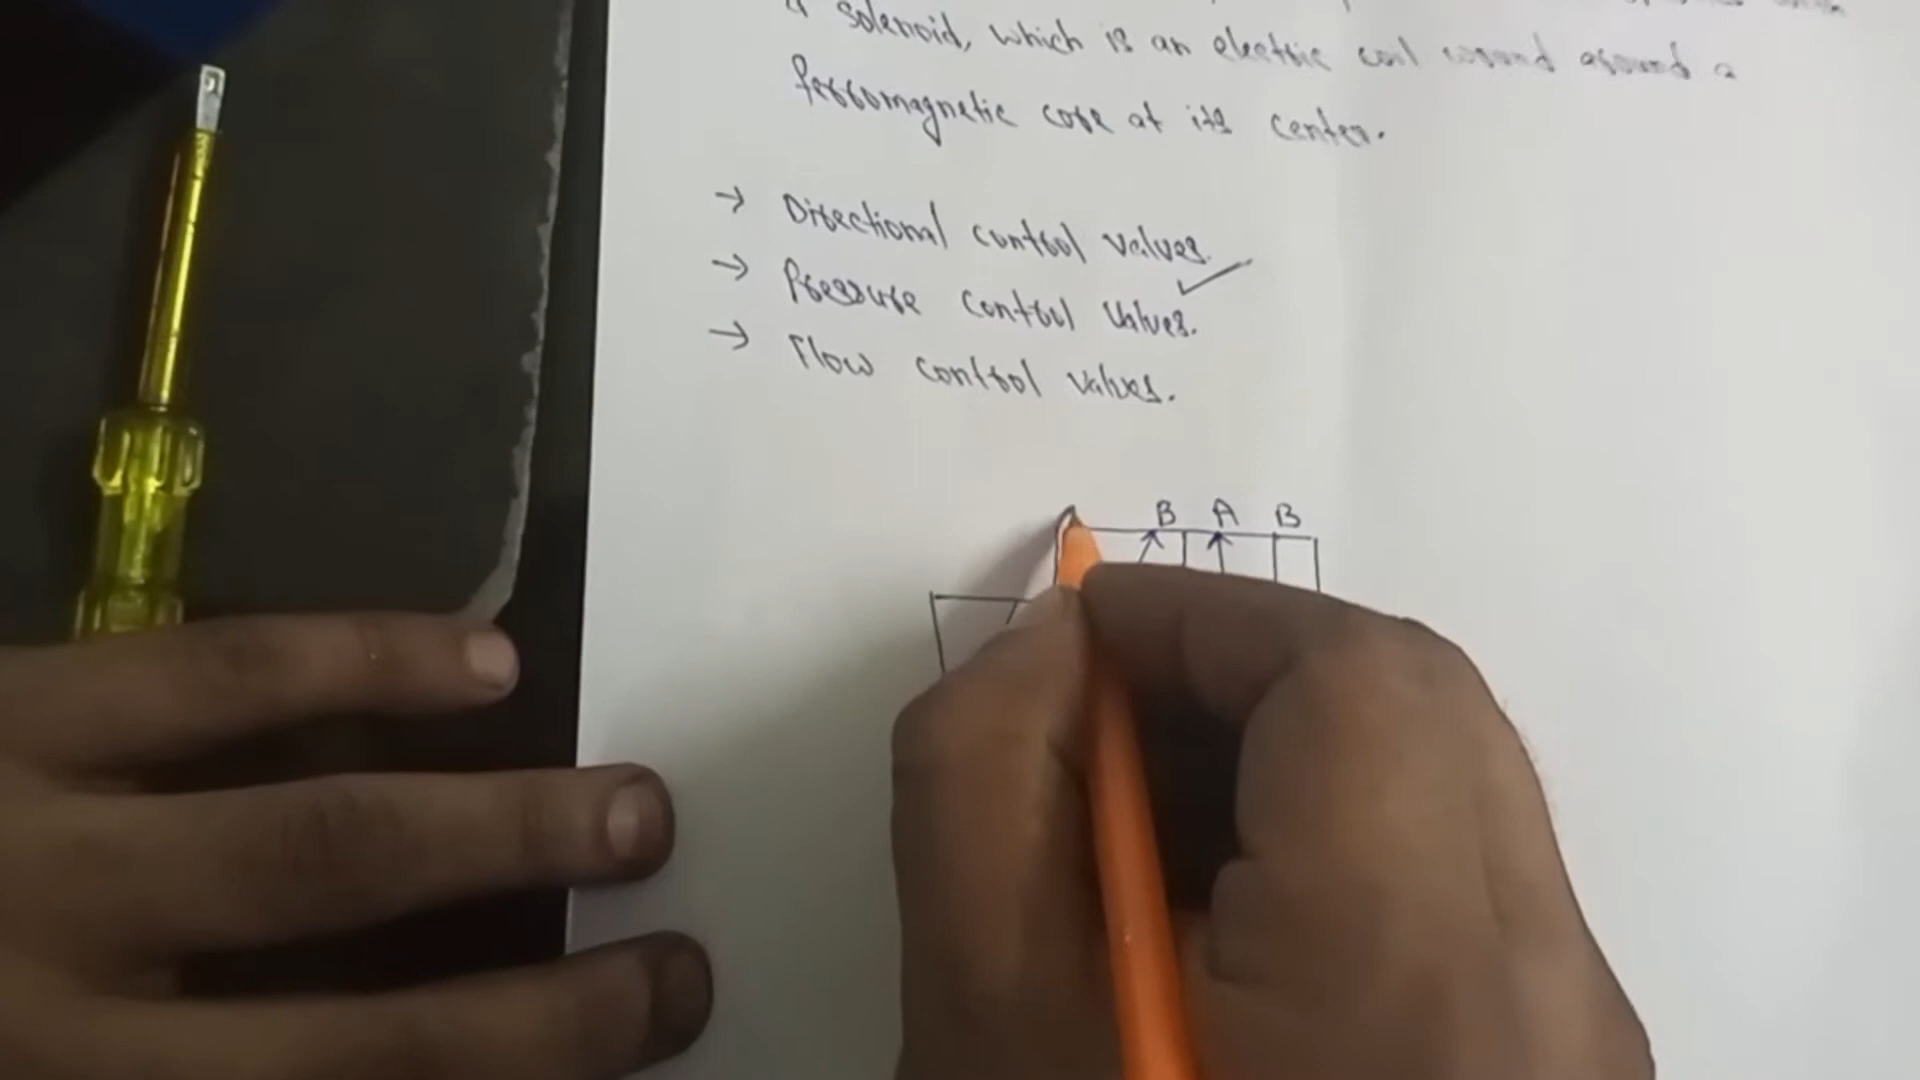 a solenoid, which is an electric coil wound around a
ferromagnetic core at its center.
→ Directional control valves.
→ Pressure control valves.
→ Flow control valves.
B A B